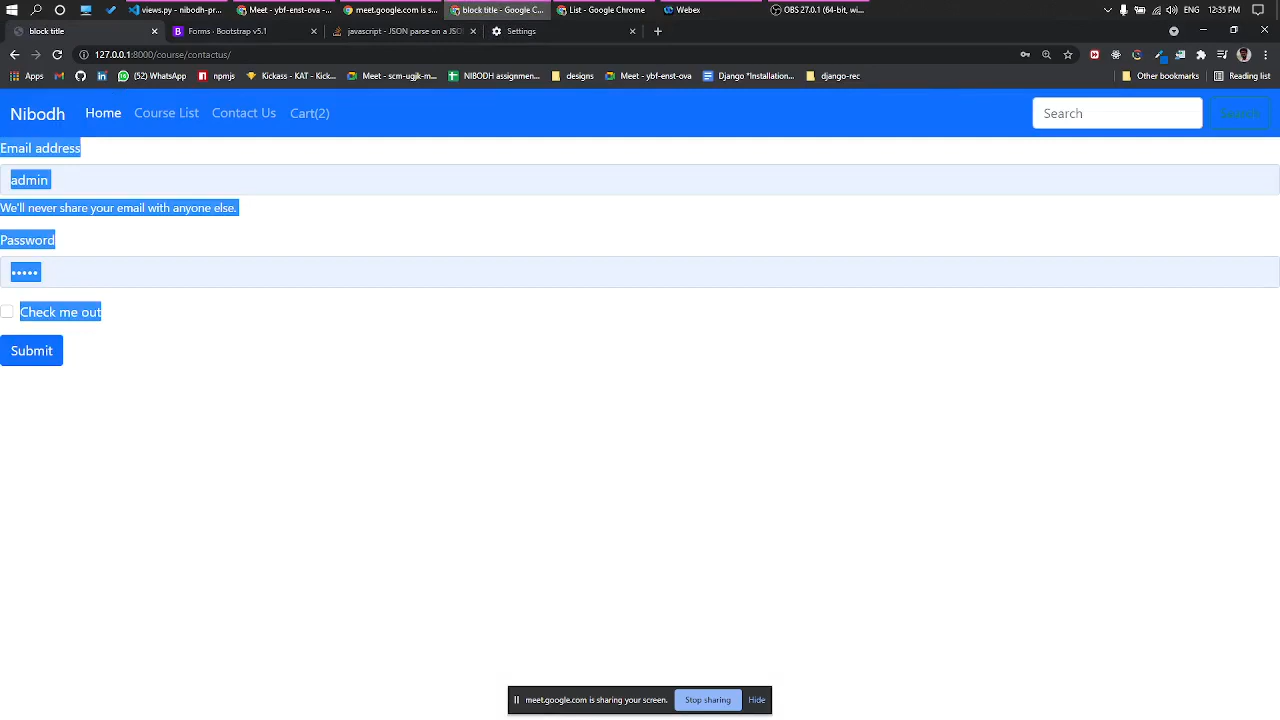 views.py - nibodh-pr...
Meet - ybf-enst-ova -...
meet.google.com is s...
block title - Google C...
List - Google Chrome
Webex
OBS 27.0.1 (64-bit, wi...
ENG
12:35 PM
block title
Forms · Bootstrap v5.1
javascript - JSON parse on a JSO
Settings
127.0.0.1:8000/course/contactus/
Apps
(52) WhatsApp
npmjs
Kickass - KAT - Kick...
Meet - scm-ugjk-m...
NIBODH assignmen...
designs
Meet - ybf-enst-ova
Django *Installatio...
django-rec
Other bookmarks
Reading list
Nibodh
Home
Course List
Contact Us
Cart(2)
Search
Search
Email address
admin
We'll never share your email with anyone else.
Password
•••••
Check me out
Submit
meet.google.com is sharing your screen.
Stop sharing
Hide